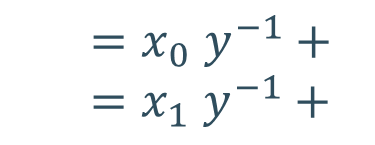 = x₀ y⁻¹ +
= x₁ y⁻¹ +